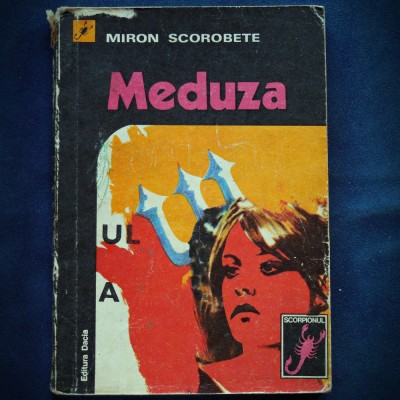 MIRON SCOROBETE
Meduza
UL
A
SCORPIONUL
Editura Dacia